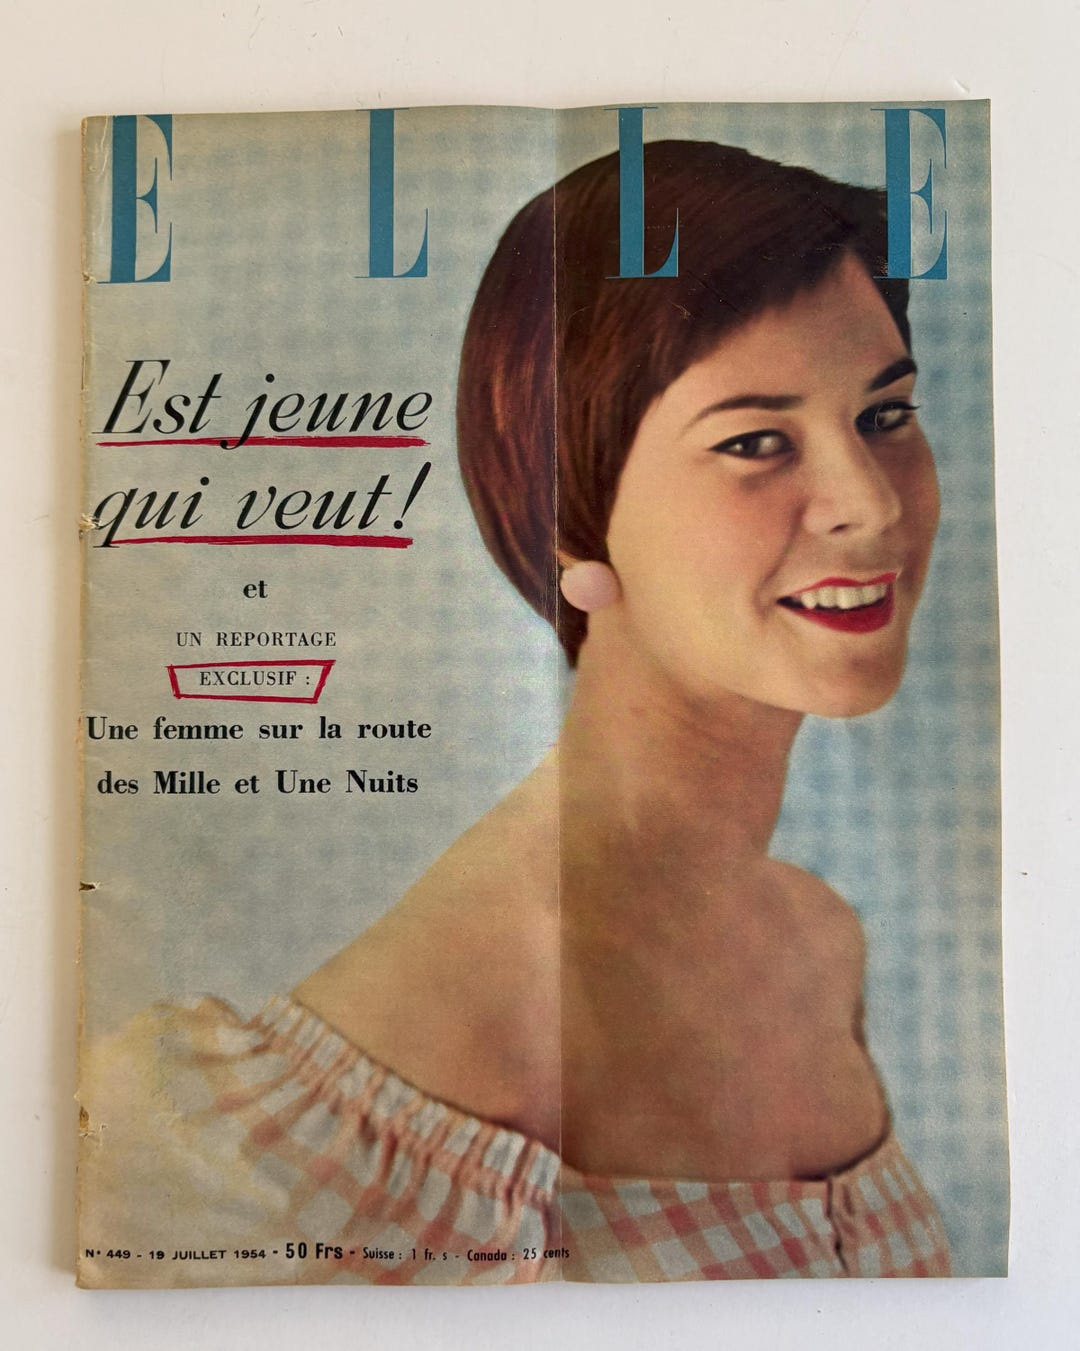 ELLE
Est jeune
qui veut!
et
UN REPORTAGE
EXCLUSIF :
Une femme sur la route
des Mille et Une Nuits
N° 449 - 19 JUILLET 1954 - 50 Frs - Suisse : 1 fr. s - Canada : 25 cents